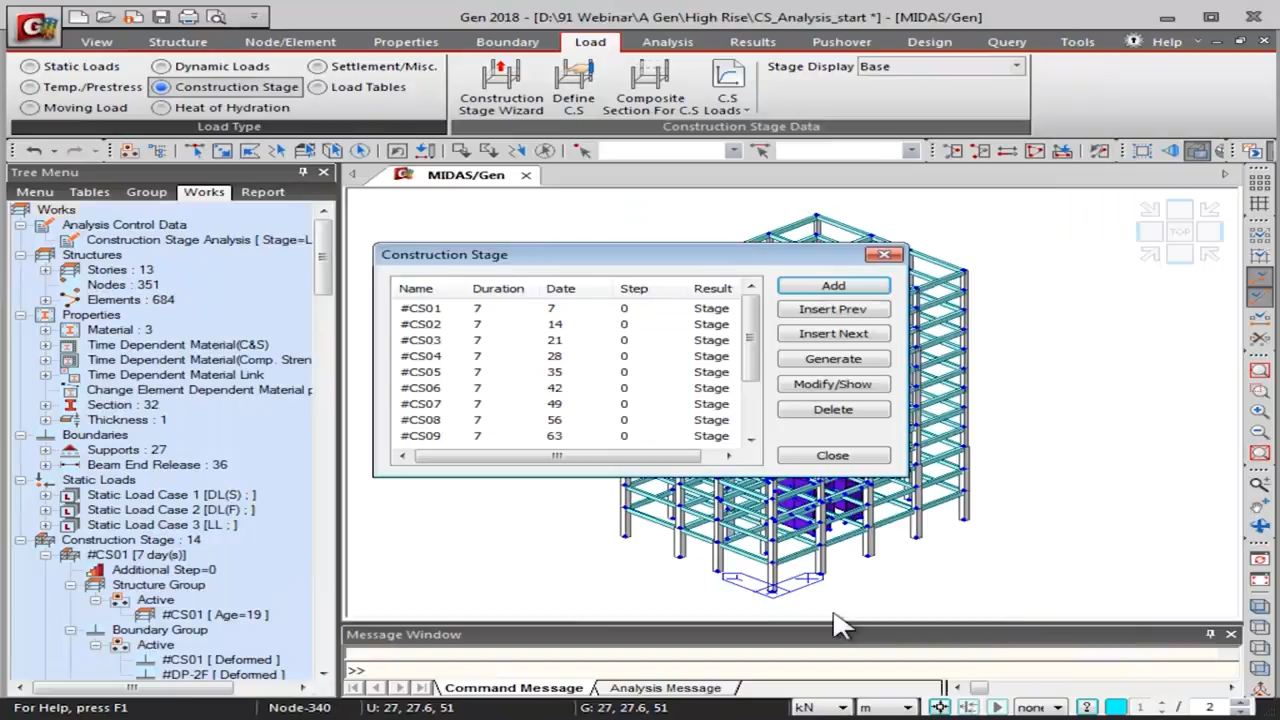 Gen 2018 - [D:\91 Webinar\A Gen\High Rise\CS_Analysis_start *] - [MIDAS/Gen]
View Structure Node/Element Properties Boundary Load Analysis Results Pushover Design Query Tools Help
Static Loads Dynamic Loads Settlement/Misc.
Temp./Prestress Construction Stage Load Tables
Moving Load Heat of Hydration
Load Type
Construction Stage Wizard
Define C.S
Composite Section For C.S
C.S Loads
Stage Display Base
Construction Stage Data
Tree Menu
Menu Tables Group Works Report
MIDAS/Gen
Works
Analysis Control Data
Construction Stage Analysis [ Stage=L
Structures
Stories : 13
Nodes : 351
Elements : 684
Properties
Material : 3
Time Dependent Material(C&S)
Time Dependent Material(Comp. Stren
Time Dependent Material Link
Change Element Dependent Material p
Section : 32
Thickness : 1
Boundaries
Supports : 27
Beam End Release : 36
Static Loads
Static Load Case 1 [DL(S) ; ]
Static Load Case 2 [DL(F) ; ]
Static Load Case 3 [LL ; ]
Construction Stage : 14
#CS01 [7 day(s)]
Additional Step=0
Structure Group
Active
#CS01 [ Age=19 ]
Boundary Group
Active
#CS01 [ Deformed ]
#DP-2F [ Deformed ]
TOP
Construction Stage
Name Duration Date Step Result
#CS01 7 7 0 Stage
#CS02 7 14 0 Stage
#CS03 7 21 0 Stage
#CS04 7 28 0 Stage
#CS05 7 35 0 Stage
#CS06 7 42 0 Stage
#CS07 7 49 0 Stage
#CS08 7 56 0 Stage
#CS09 7 63 0 Stage
Add
Insert Prev
Insert Next
Generate
Modify/Show
Delete
Close
Message Window
>>
Command Message Analysis Message
For Help, press F1 Node-340 U: 27, 27.6, 51 G: 27, 27.6, 51 kN m none ? 1 / 2